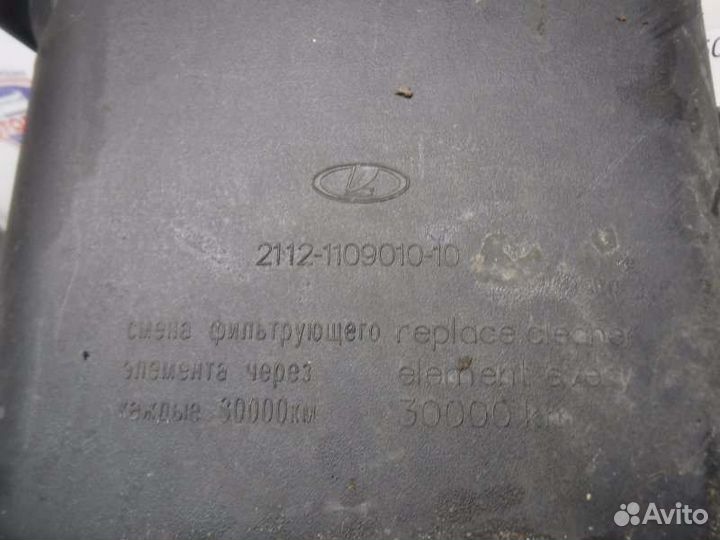 2112-1109010-10
смена фильтрующего replace cleaner
элемента через element every
каждые 30000км 30000 km
Avito